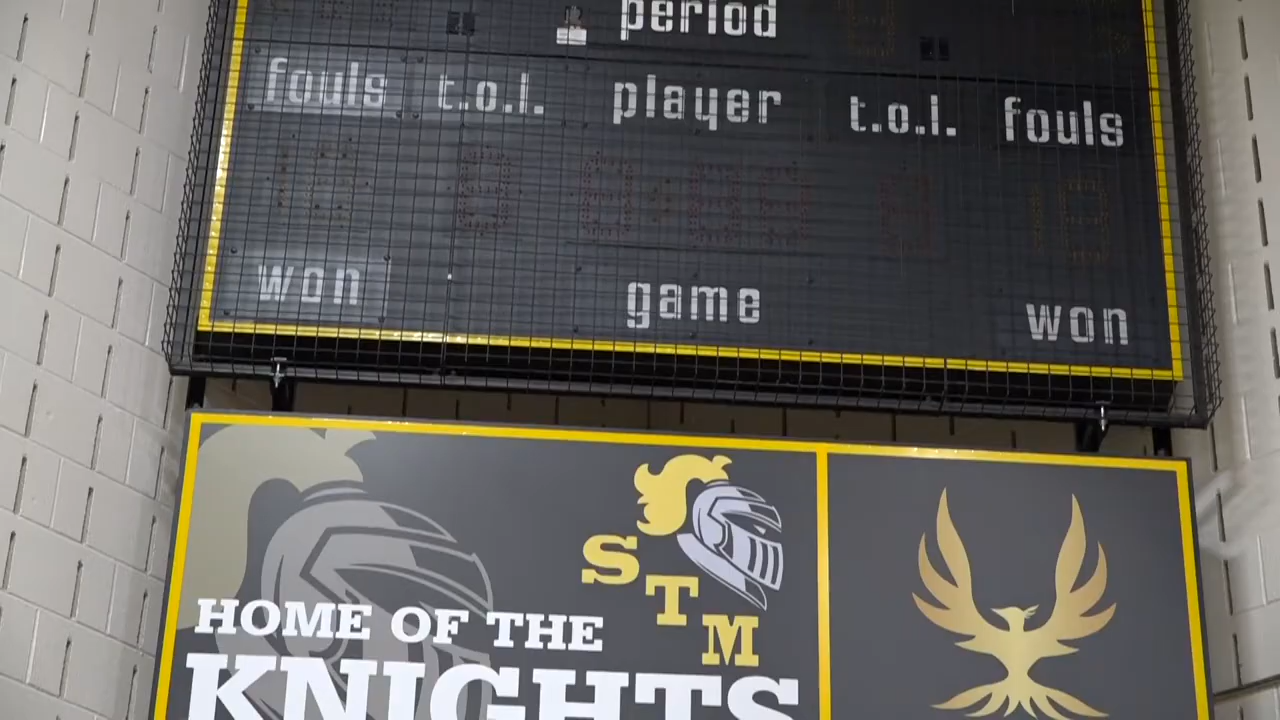 period
fouls t.o.l. player t.o.l. fouls
won game won
S T M
HOME OF THE
KNIGHTS